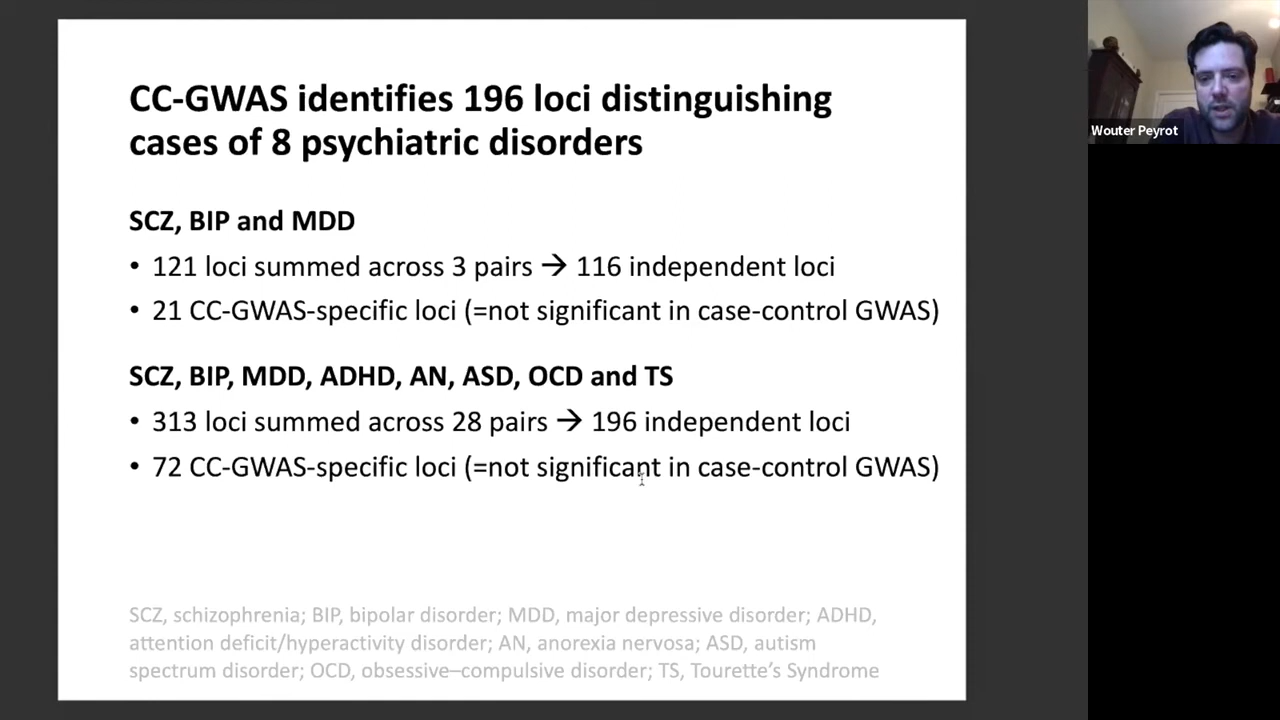 CC-GWAS identifies 196 loci distinguishing
cases of 8 psychiatric disorders
SCZ, BIP and MDD
• 121 loci summed across 3 pairs → 116 independent loci
• 21 CC-GWAS-specific loci (=not significant in case-control GWAS)
SCZ, BIP, MDD, ADHD, AN, ASD, OCD and TS
• 313 loci summed across 28 pairs → 196 independent loci
• 72 CC-GWAS-specific loci (=not significant in case-control GWAS)
SCZ, schizophrenia; BIP, bipolar disorder; MDD, major depressive disorder; ADHD,
attention deficit/hyperactivity disorder; AN, anorexia nervosa; ASD, autism
spectrum disorder; OCD, obsessive–compulsive disorder; TS, Tourette’s Syndrome
Wouter Peyrot